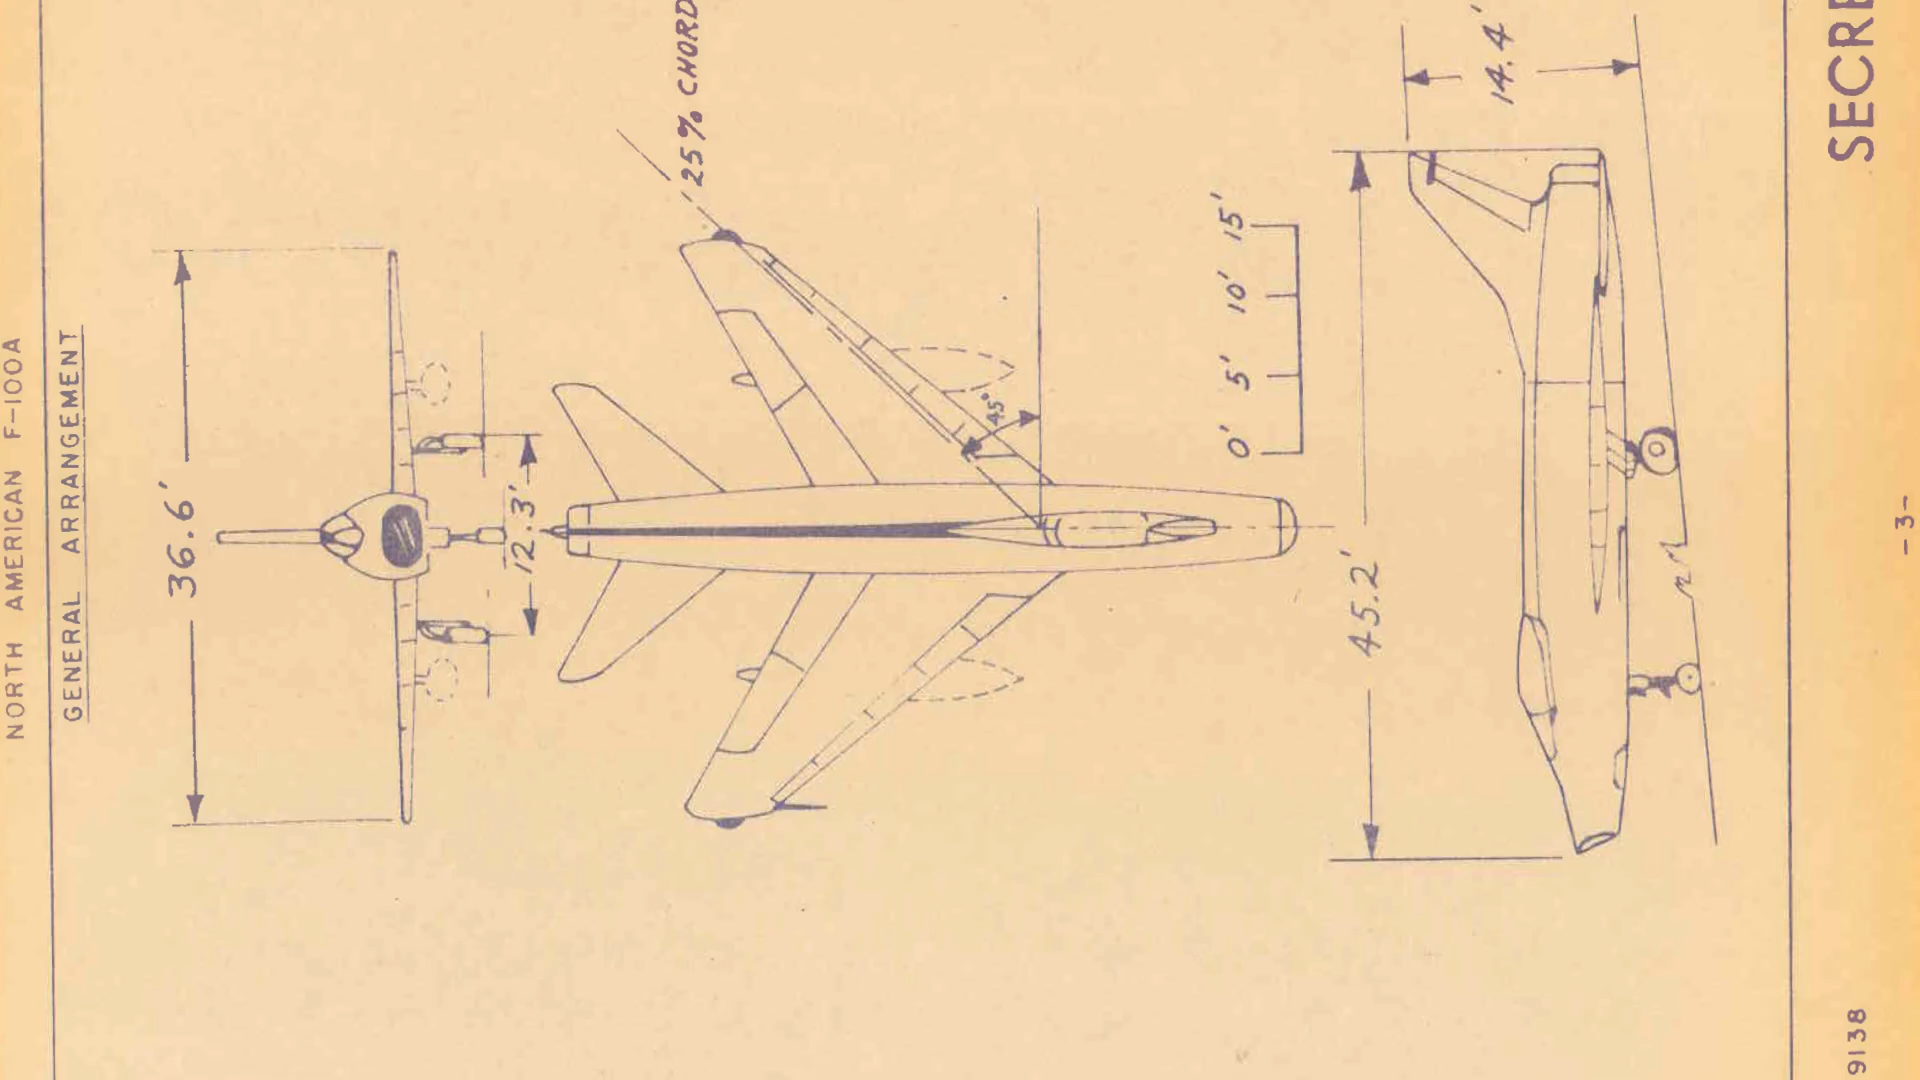 NORTH AMERICAN F-100A
GENERAL ARRANGEMENT
36.6'
12.3'
25% CHORD
45°
0' 5' 10' 15'
45.2'
14.4'
SECRE
-3-
9138